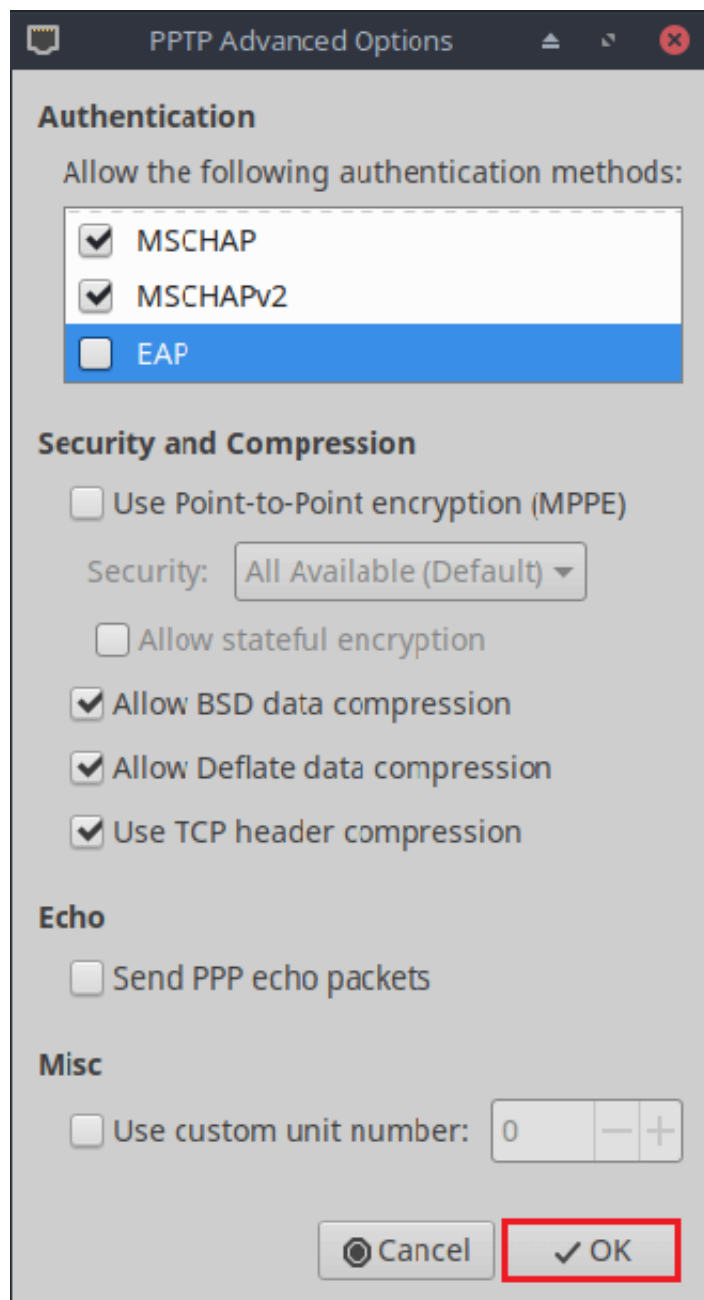 PPTP Advanced Options
Authentication
Allow the following authentication methods:
MSCHAP
MSCHAPv2
EAP
Security and Compression
Use Point-to-Point encryption (MPPE)
Security: All Available (Default)
Allow stateful encryption
Allow BSD data compression
Allow Deflate data compression
Use TCP header compression
Echo
Send PPP echo packets
Misc
Use custom unit number: 0
Cancel OK